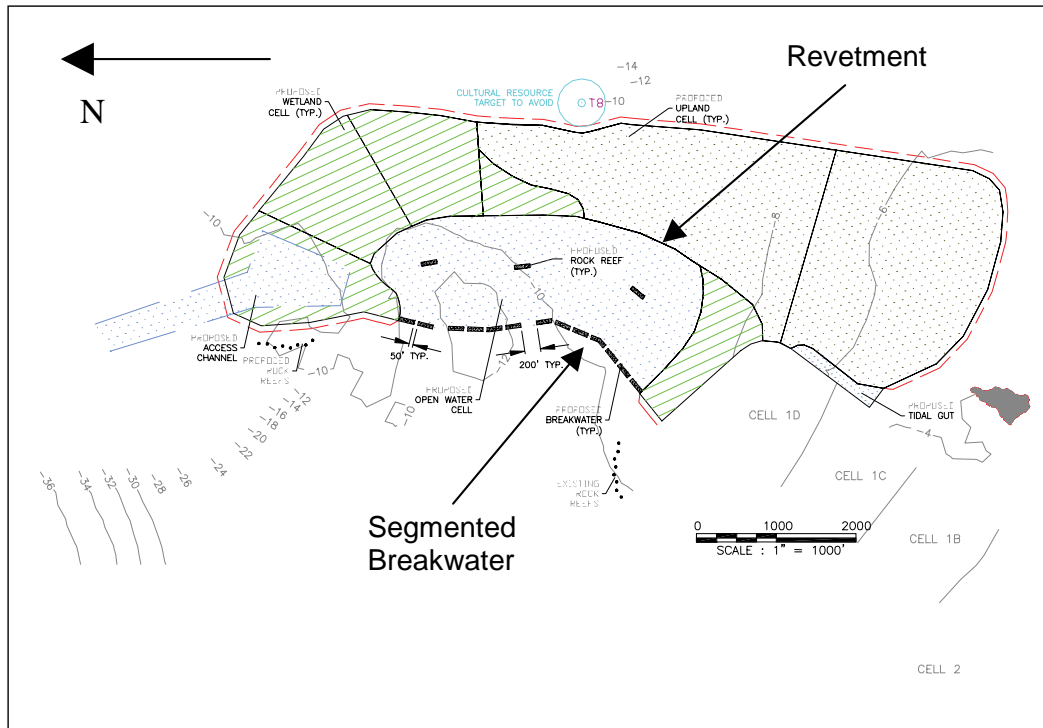 Revetment
N
-14
-12
-10
CULTURAL RESOURCE
TARGET TO AVOID
T8
PROPOSED
WETLAND
CELL (TYP.)
PROPOSED
UPLAND
CELL (TYP.)
-10
-8
-6
PROPOSED
ROCK REEF
(TYP.)
-10
PROPOSED
ACCESS
CHANNEL
PROPOSED
ROCK
REEFS
-10
50' TYP.
-12
200' TYP.
PROPOSED
OPEN WATER
CELL
-10
PROPOSED
BREAKWATER
(TYP.)
PROPOSED
TIDAL GUT
-4
CELL 1D
-12
-14
-16
-18
-20
-22
-24
-26
-28
-30
-32
-34
-36
EXISTING
ROCK
REEFS
CELL 1C
Segmented
Breakwater
0 1000 2000
SCALE : 1" = 1000'
CELL 1B
CELL 2